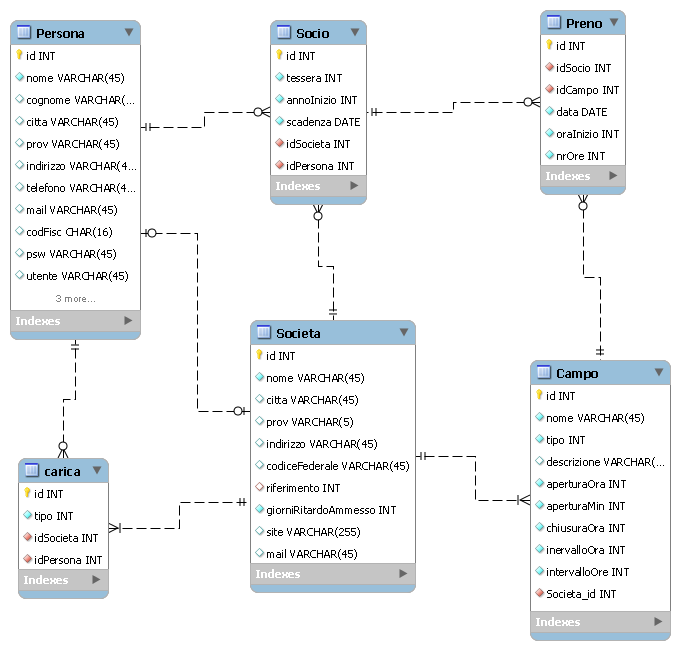 Persona
id INT
nome VARCHAR(45)
cognome VARCHAR(...
citta VARCHAR(45)
prov VARCHAR(45)
indirizzo VARCHAR(4...
telefono VARCHAR(4...
mail VARCHAR(45)
codFisc CHAR(16)
psw VARCHAR(45)
utente VARCHAR(45)
3 more...
Indexes
Socio
id INT
tessera INT
annoInizio INT
scadenza DATE
idSocieta INT
idPersona INT
Indexes
Preno
id INT
idSocio INT
idCampo INT
data DATE
oraInizio INT
nrOre INT
Indexes
Societa
id INT
nome VARCHAR(45)
citta VARCHAR(45)
prov VARCHAR(5)
indirizzo VARCHAR(45)
codiceFederale VARCHAR(45)
riferimento INT
giorniRitardoAmmesso INT
site VARCHAR(255)
mail VARCHAR(45)
Indexes
Campo
id INT
nome VARCHAR(45)
tipo INT
descrizione VARCHAR(...
aperturaOra INT
aperturaMin INT
chiusuraOra INT
inervalloOra INT
intervalloOre INT
Societa_id INT
Indexes
carica
id INT
tipo INT
idSocieta INT
idPersona INT
Indexes